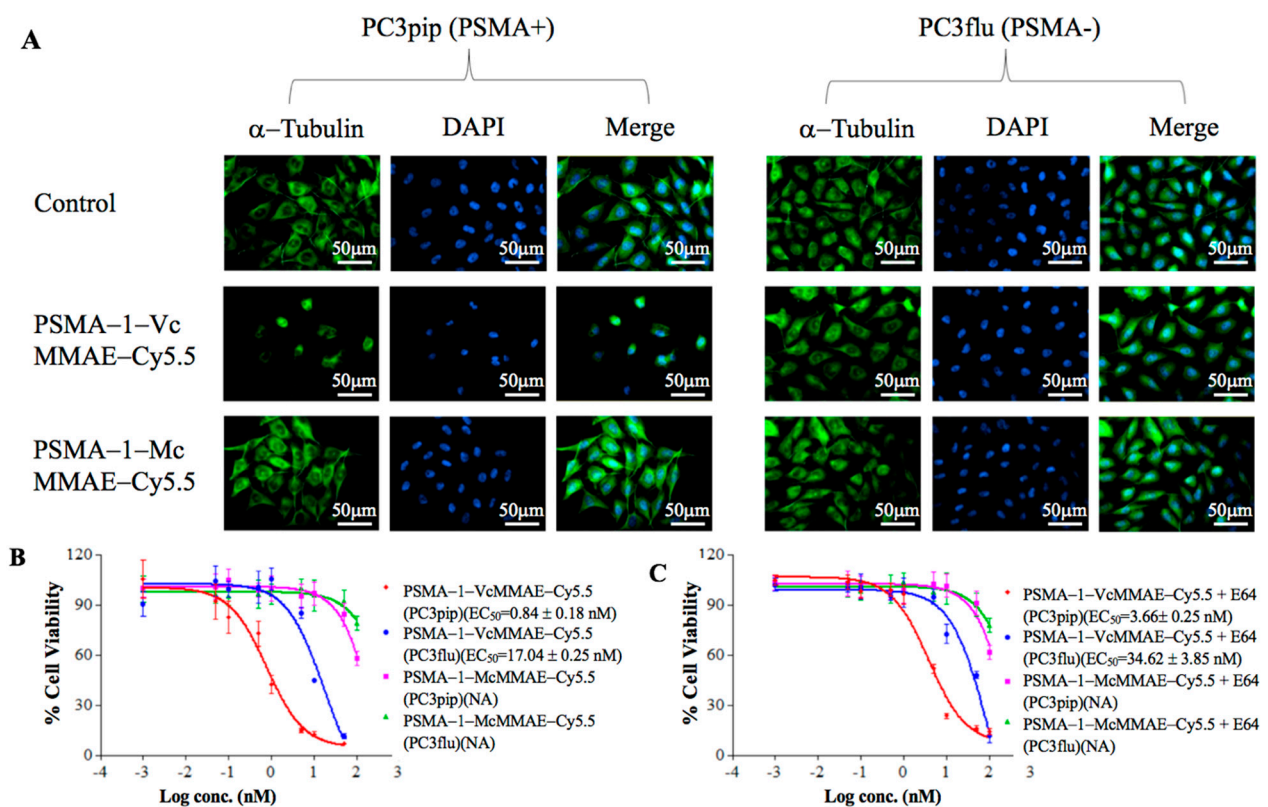 A
PC3pip (PSMA+)
PC3flu (PSMA-)
α–Tubulin
DAPI
Merge
α–Tubulin
DAPI
Merge
Control
50µm
50µm
50µm
50µm
50µm
50µm
PSMA–1–Vc
MMAE–Cy5.5
50µm
50µm
50µm
50µm
50µm
50µm
PSMA–1–Mc
MMAE–Cy5.5
50µm
50µm
50µm
50µm
50µm
50µm
B
% Cell Viability
120
90
60
30
0
-4
-3
-2
-1
0
1
2
3
Log conc. (nM)
PSMA–1–VcMMAE–Cy5.5
(PC3pip)(EC50=0.84 ± 0.18 nM)
PSMA–1–VcMMAE–Cy5.5
(PC3flu)(EC50=17.04 ± 0.25 nM)
PSMA–1–McMMAE–Cy5.5
(PC3pip)(NA)
PSMA–1–McMMAE–Cy5.5
(PC3flu)(NA)
C
% Cell Viability
120
90
60
30
0
-4
-3
-2
-1
0
1
2
3
Log conc. (nM)
PSMA–1–VcMMAE–Cy5.5 + E64
(PC3pip)(EC50=3.66± 0.25 nM)
PSMA–1–VcMMAE–Cy5.5 + E64
(PC3flu)(EC50=34.62 ± 3.85 nM)
PSMA–1–McMMAE–Cy5.5 + E64
(PC3pip)(NA)
PSMA–1–McMMAE–Cy5.5 + E64
(PC3flu)(NA)